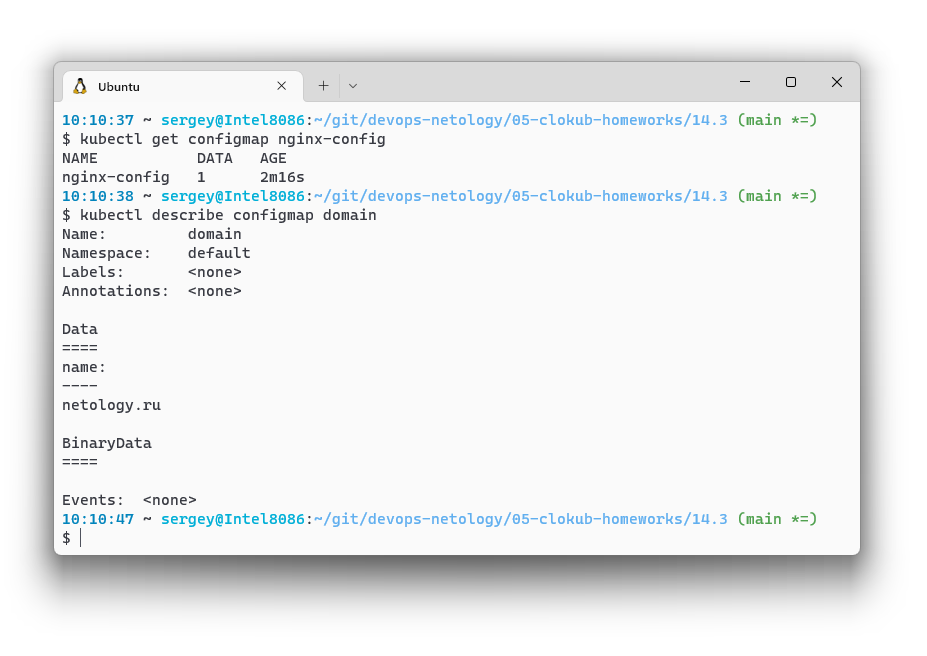 Ubuntu
10:10:37 ~ sergey@Intel8086:~/git/devops-netology/05-clokub-homeworks/14.3 (main *=)
$ kubectl get configmap nginx-config
NAME           DATA   AGE
nginx-config   1      2m16s
10:10:38 ~ sergey@Intel8086:~/git/devops-netology/05-clokub-homeworks/14.3 (main *=)
$ kubectl describe configmap domain
Name:         domain
Namespace:    default
Labels:       <none>
Annotations:  <none>

Data
====
name:
----
netology.ru

BinaryData
====

Events:  <none>
10:10:47 ~ sergey@Intel8086:~/git/devops-netology/05-clokub-homeworks/14.3 (main *=)
$